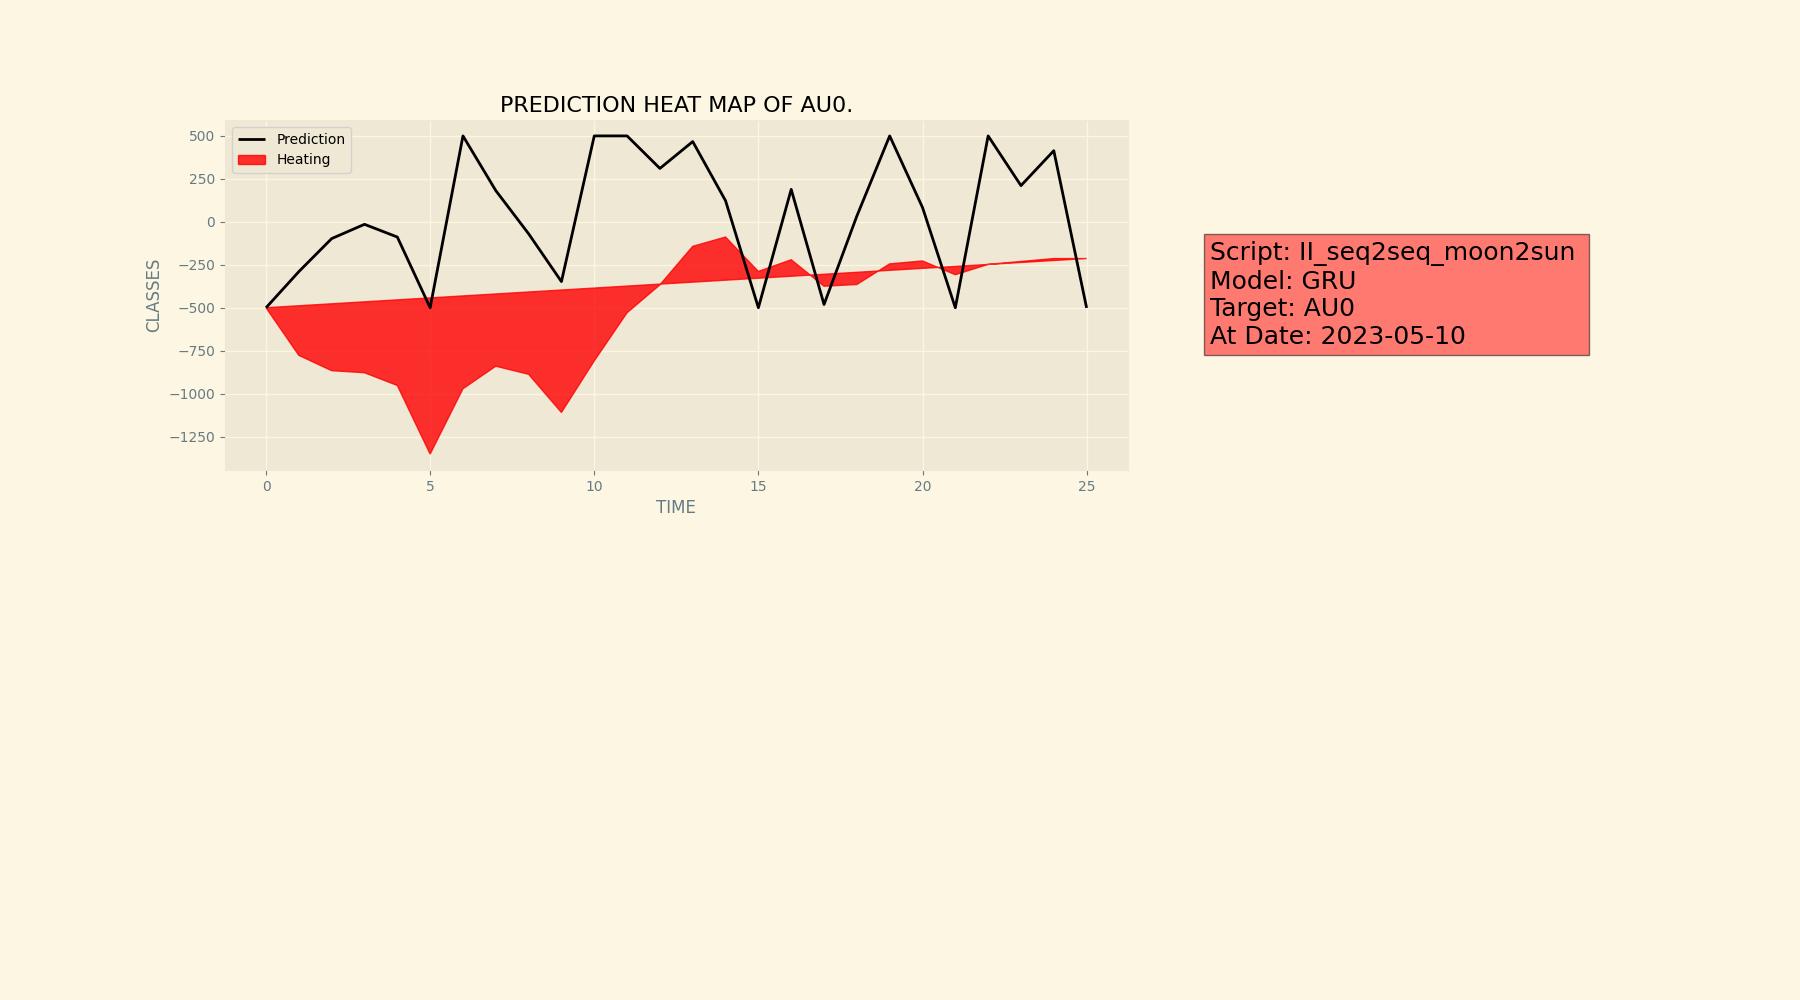 PREDICTION HEAT MAP OF AU0.
Prediction
Heating
500
250
0
−250
−500
−750
−1000
−1250
CLASSES
0 5 10 15 20 25
TIME
Script: II_seq2seq_moon2sun
Model: GRU
Target: AU0
At Date: 2023-05-10